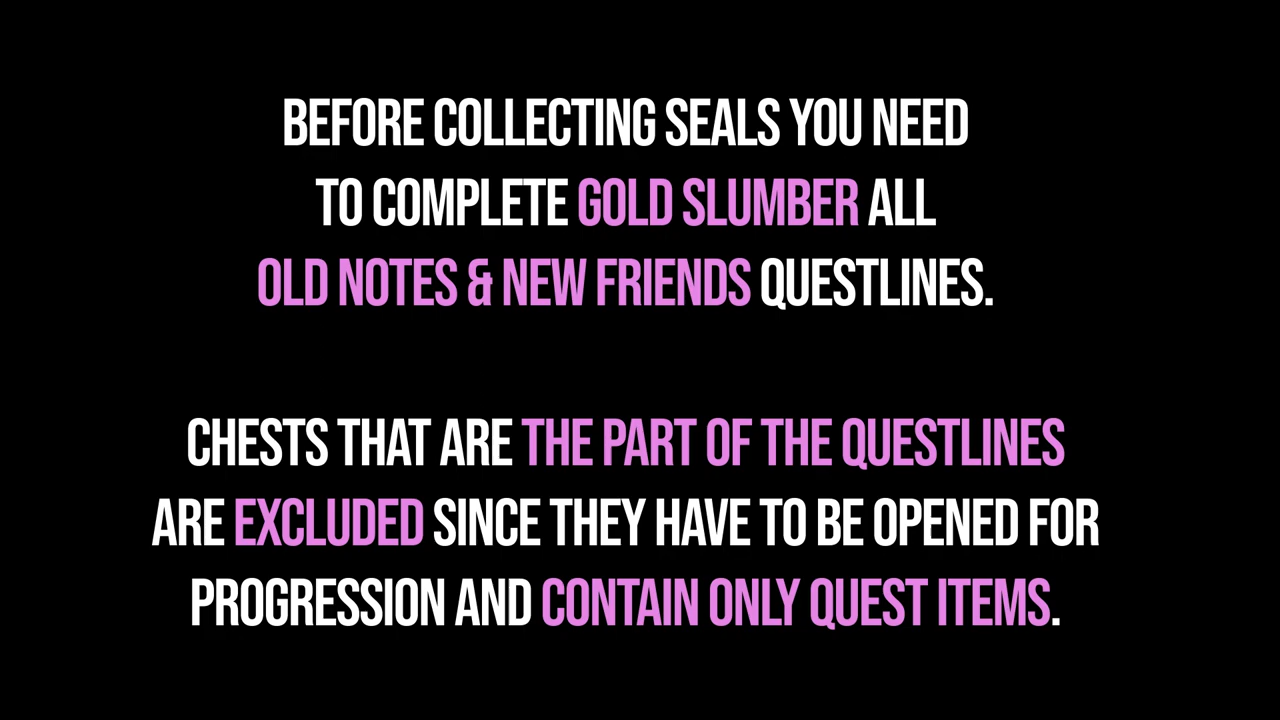 BEFORE COLLECTING SEALS YOU NEED
TO COMPLETE GOLD SLUMBER ALL
OLD NOTES & NEW FRIENDS QUESTLINES.
CHESTS THAT ARE THE PART OF THE QUESTLINES
ARE EXCLUDED SINCE THEY HAVE TO BE OPENED FOR
PROGRESSION AND CONTAIN ONLY QUEST ITEMS.